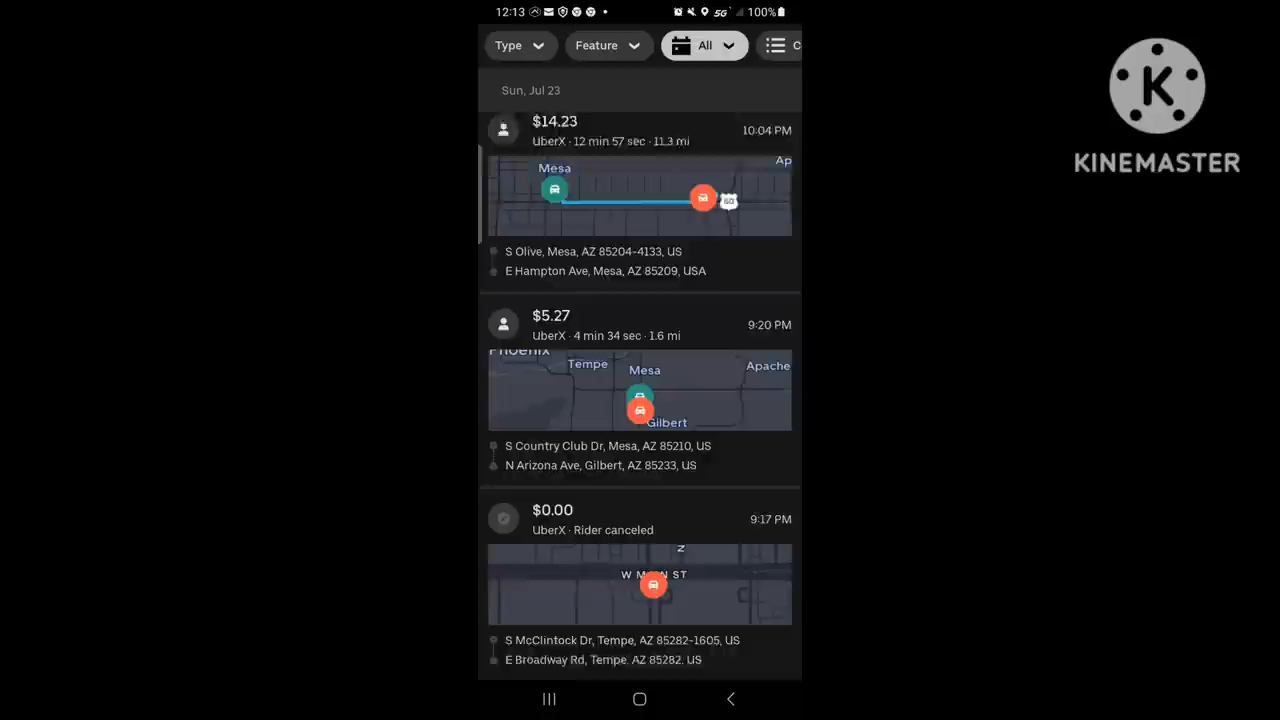 12:13 5G 100%
Type Feature All C
Sun, Jul 23
$14.23
UberX · 12 min 57 sec · 11.3 mi 10:04 PM
Mesa Ap
60
S Olive, Mesa, AZ 85204-4133, US
E Hampton Ave, Mesa, AZ 85209, USA
$5.27
UberX · 4 min 34 sec · 1.6 mi 9:20 PM
Phoenix
Tempe Mesa Apache
Gilbert
S Country Club Dr, Mesa, AZ 85210, US
N Arizona Ave, Gilbert, AZ 85233, US
$0.00
UberX · Rider canceled 9:17 PM
Z
W M N ST
S McClintock Dr, Tempe, AZ 85282-1605, US
E Broadway Rd, Tempe, AZ 85282, US
K
KINEMASTER